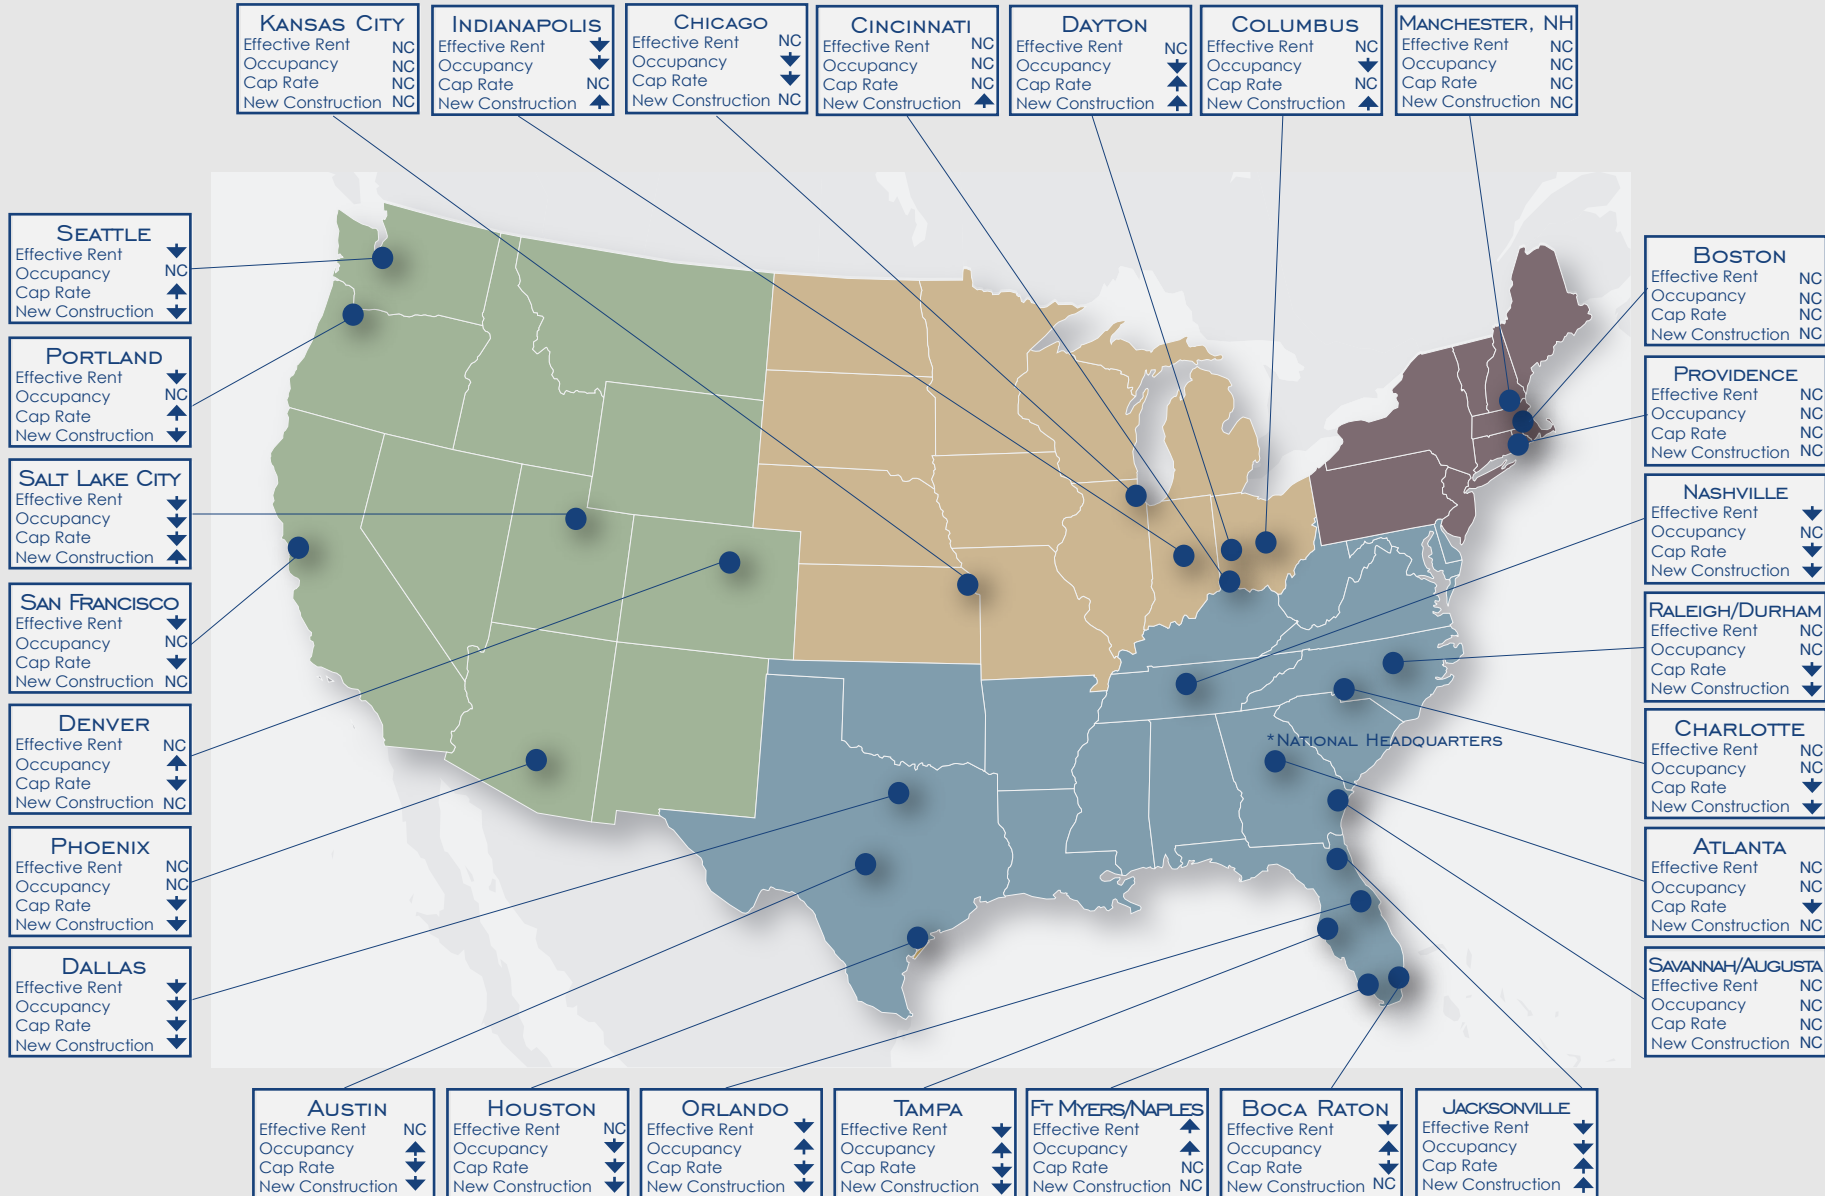 KANSAS CITY
Effective Rent NC
Occupancy NC
Cap Rate NC
New Construction NC
INDIANAPOLIS
Effective Rent
Occupancy
Cap Rate NC
New Construction
CHICAGO
Effective Rent NC
Occupancy
Cap Rate
New Construction NC
CINCINNATI
Effective Rent NC
Occupancy NC
Cap Rate NC
New Construction
DAYTON
Effective Rent NC
Occupancy
Cap Rate
New Construction
COLUMBUS
Effective Rent NC
Occupancy
Cap Rate NC
New Construction
MANCHESTER, NH
Effective Rent NC
Occupancy NC
Cap Rate NC
New Construction NC
SEATTLE
Effective Rent
Occupancy NC
Cap Rate
New Construction
PORTLAND
Effective Rent
Occupancy NC
Cap Rate
New Construction
SALT LAKE CITY
Effective Rent
Occupancy
Cap Rate
New Construction
SAN FRANCISCO
Effective Rent
Occupancy NC
Cap Rate
New Construction NC
DENVER
Effective Rent NC
Occupancy
Cap Rate
New Construction NC
PHOENIX
Effective Rent NC
Occupancy NC
Cap Rate
New Construction
DALLAS
Effective Rent
Occupancy
Cap Rate
New Construction
*NATIONAL HEADQUARTERS
BOSTON
Effective Rent NC
Occupancy NC
Cap Rate NC
New Construction NC
PROVIDENCE
Effective Rent NC
Occupancy NC
Cap Rate NC
New Construction NC
NASHVILLE
Effective Rent
Occupancy NC
Cap Rate
New Construction
RALEIGH/DURHAM
Effective Rent NC
Occupancy NC
Cap Rate
New Construction
CHARLOTTE
Effective Rent NC
Occupancy NC
Cap Rate
New Construction
ATLANTA
Effective Rent NC
Occupancy NC
Cap Rate
New Construction NC
SAVANNAH/AUGUSTA
Effective Rent NC
Occupancy NC
Cap Rate NC
New Construction NC
AUSTIN
Effective Rent NC
Occupancy
Cap Rate
New Construction
HOUSTON
Effective Rent NC
Occupancy
Cap Rate
New Construction
ORLANDO
Effective Rent
Occupancy
Cap Rate
New Construction
TAMPA
Effective Rent
Occupancy
Cap Rate
New Construction
FT MYERS/NAPLES
Effective Rent
Occupancy
Cap Rate NC
New Construction NC
BOCA RATON
Effective Rent
Occupancy
Cap Rate
New Construction NC
JACKSONVILLE
Effective Rent
Occupancy
Cap Rate
New Construction